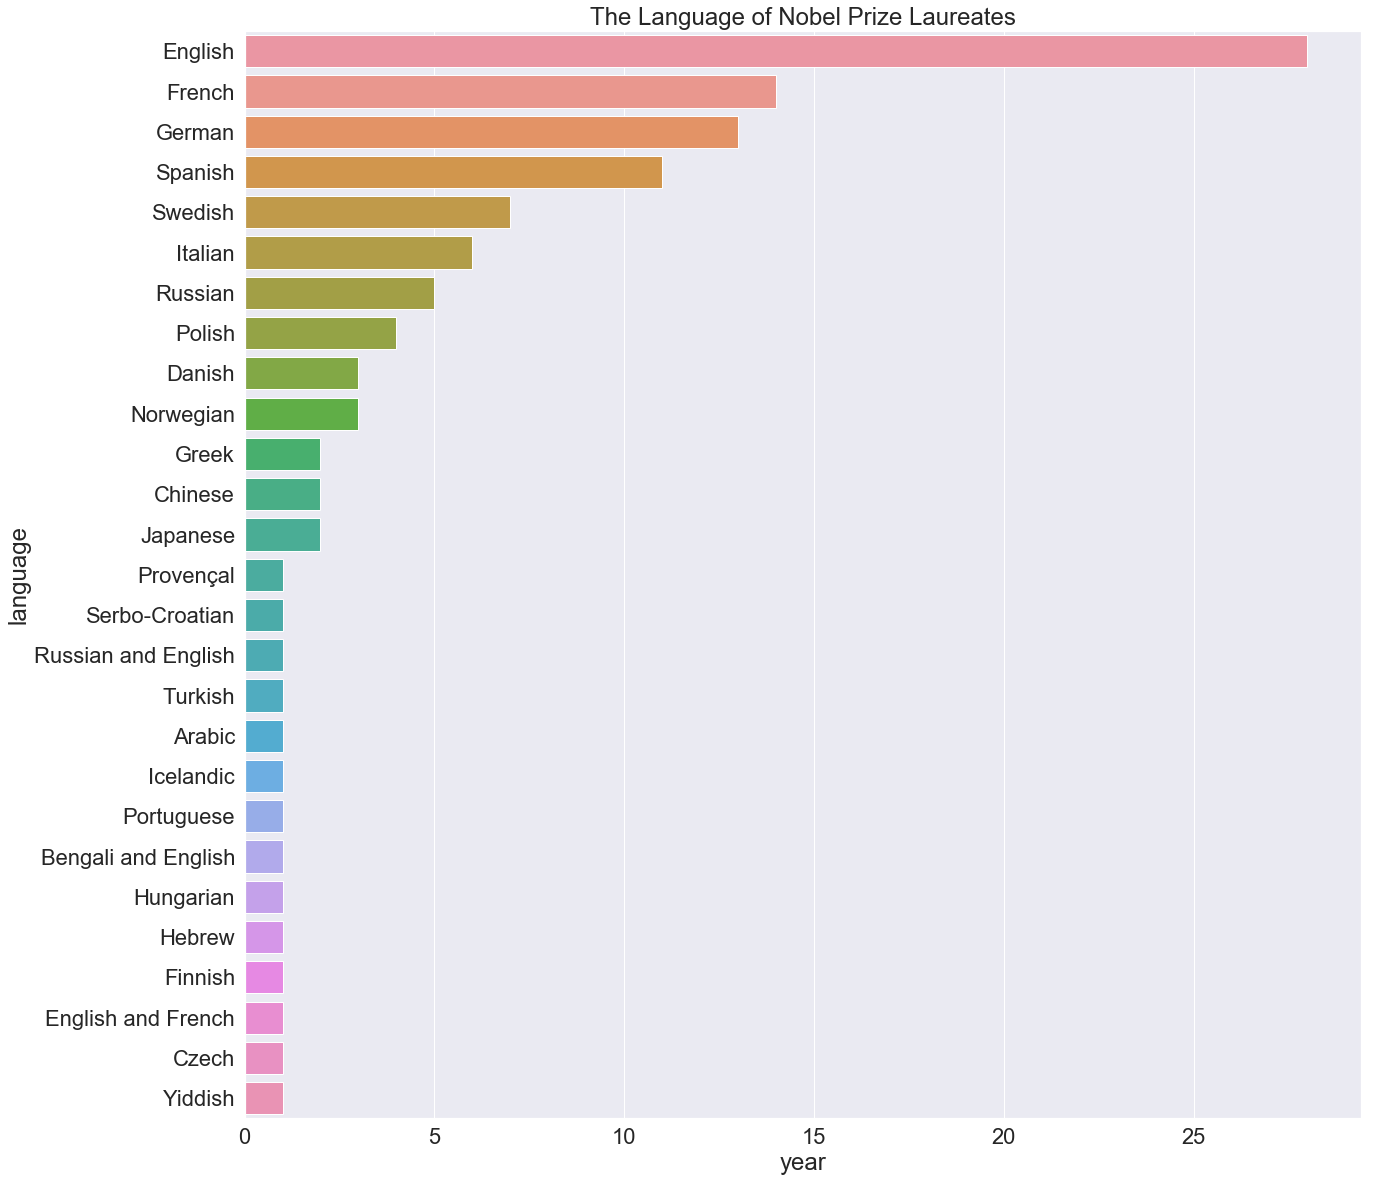 The Language of Nobel Prize Laureates
language
English
French
German
Spanish
Swedish
Italian
Russian
Polish
Danish
Norwegian
Greek
Chinese
Japanese
Provençal
Serbo-Croatian
Russian and English
Turkish
Arabic
Icelandic
Portuguese
Bengali and English
Hungarian
Hebrew
Finnish
English and French
Czech
Yiddish
0 5 10 15 20 25
year